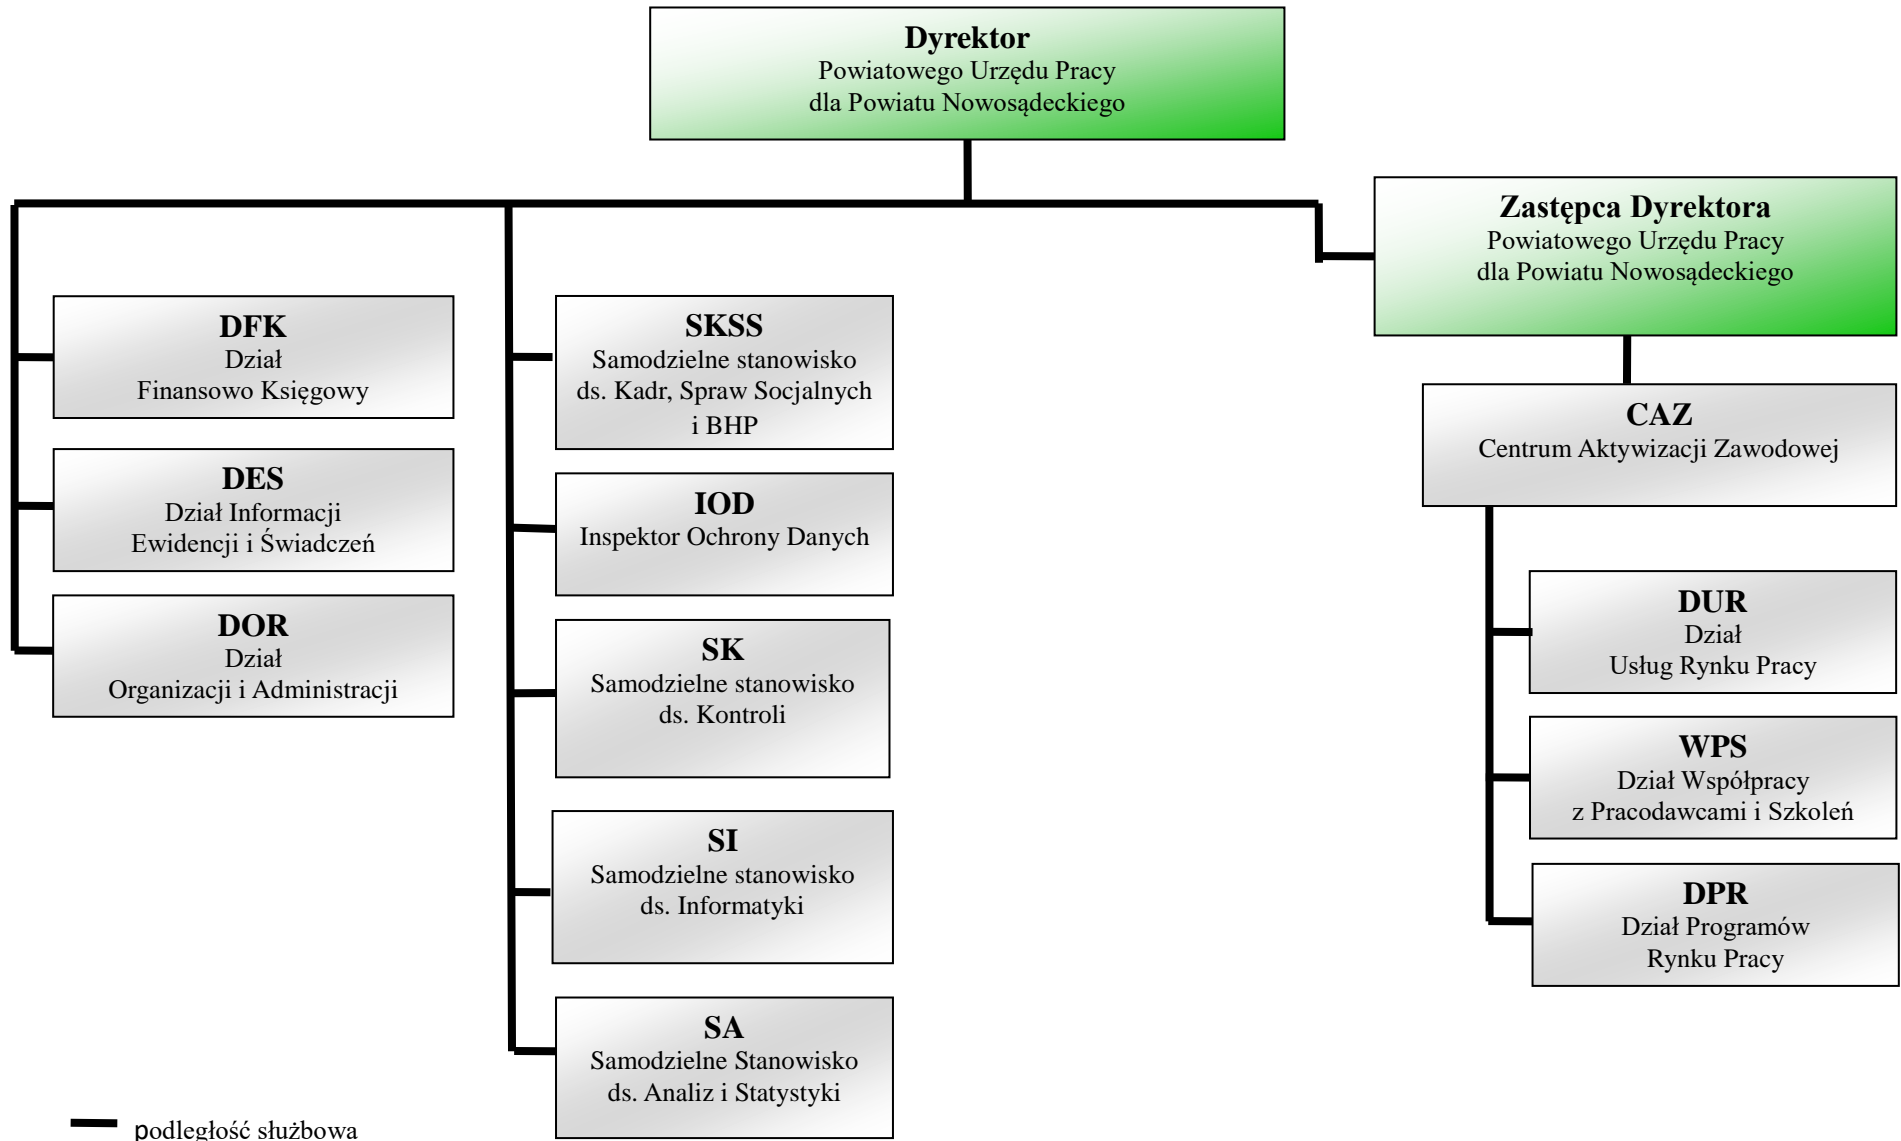 Dyrektor
Powiatowego Urzędu Pracy
dla Powiatu Nowosądeckiego
Zastępca Dyrektora
Powiatowego Urzędu Pracy
dla Powiatu Nowosądeckiego
DFK
Dział
Finansowo Księgowy
DES
Dział Informacji
Ewidencji i Świadczeń
DOR
Dział
Organizacji i Administracji
SKSS
Samodzielne stanowisko
ds. Kadr, Spraw Socjalnych
i BHP
IOD
Inspektor Ochrony Danych
SK
Samodzielne stanowisko
ds. Kontroli
SI
Samodzielne stanowisko
ds. Informatyki
SA
Samodzielne Stanowisko
ds. Analiz i Statystyki
CAZ
Centrum Aktywizacji Zawodowej
DUR
Dział
Usług Rynku Pracy
WPS
Dział Współpracy
z Pracodawcami i Szkoleń
DPR
Dział Programów
Rynku Pracy
podległość służbowa